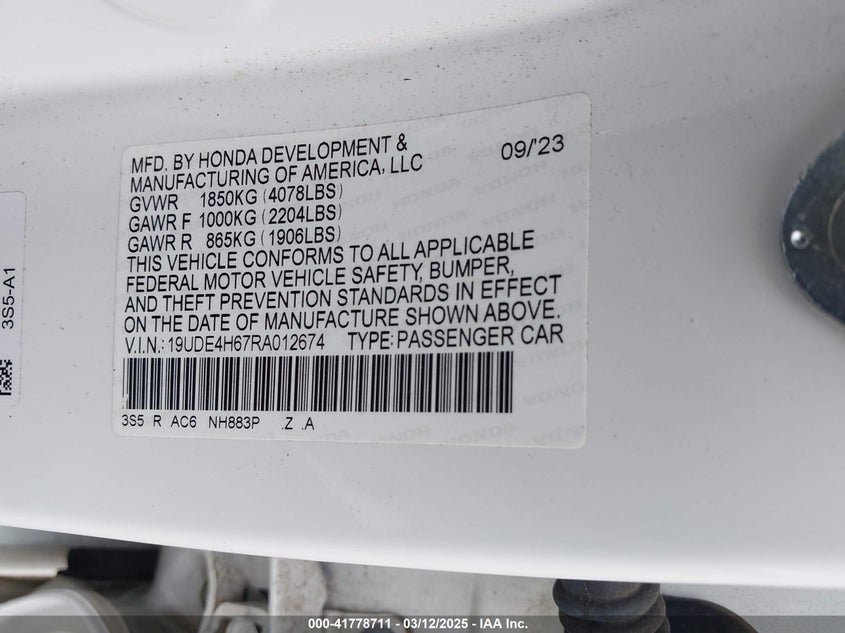 MFD. BY HONDA DEVELOPMENT &
MANUFACTURING OF AMERICA, LLC 09/'23
GVWR 1850KG (4078LBS)
GAWR F 1000KG (2204LBS)
GAWR R 865KG (1906LBS)
THIS VEHICLE CONFORMS TO ALL APPLICABLE
FEDERAL MOTOR VEHICLE SAFETY, BUMPER,
AND THEFT PREVENTION STANDARDS IN EFFECT
ON THE DATE OF MANUFACTURE SHOWN ABOVE.
V.I.N.: 19UDE4H67RA012674 TYPE: PASSENGER CAR
3S5 R AC6 NH883P .Z .A
3S5-A1
000-41778711 — 03/12/2025 — IAA Inc.